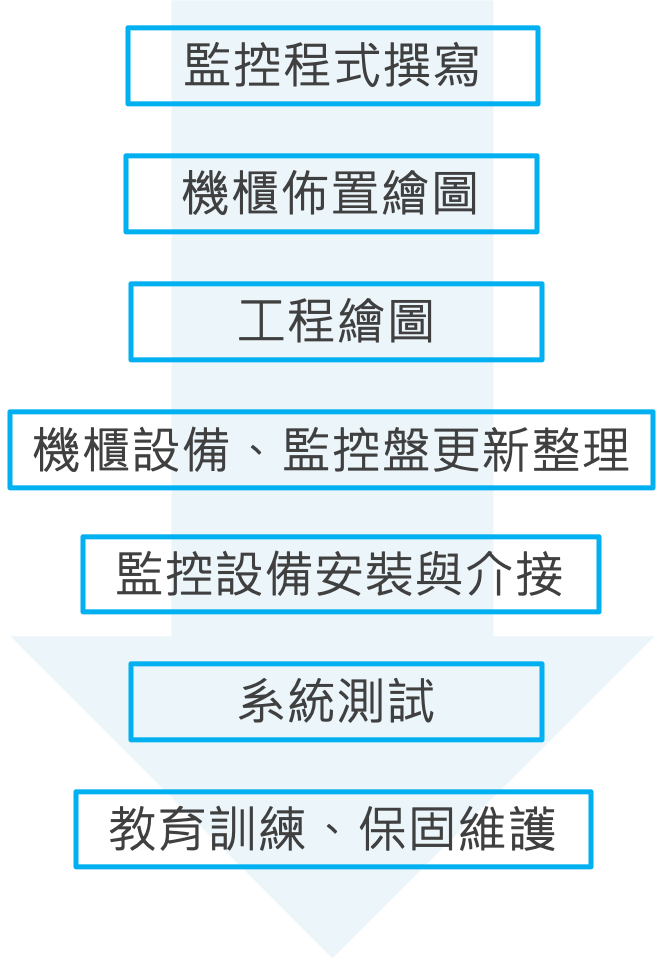 監控程式撰寫
機櫃佈置繪圖
工程繪圖
機櫃設備、監控盤更新整理
監控設備安裝與介接
系統測試
教育訓練、保固維護